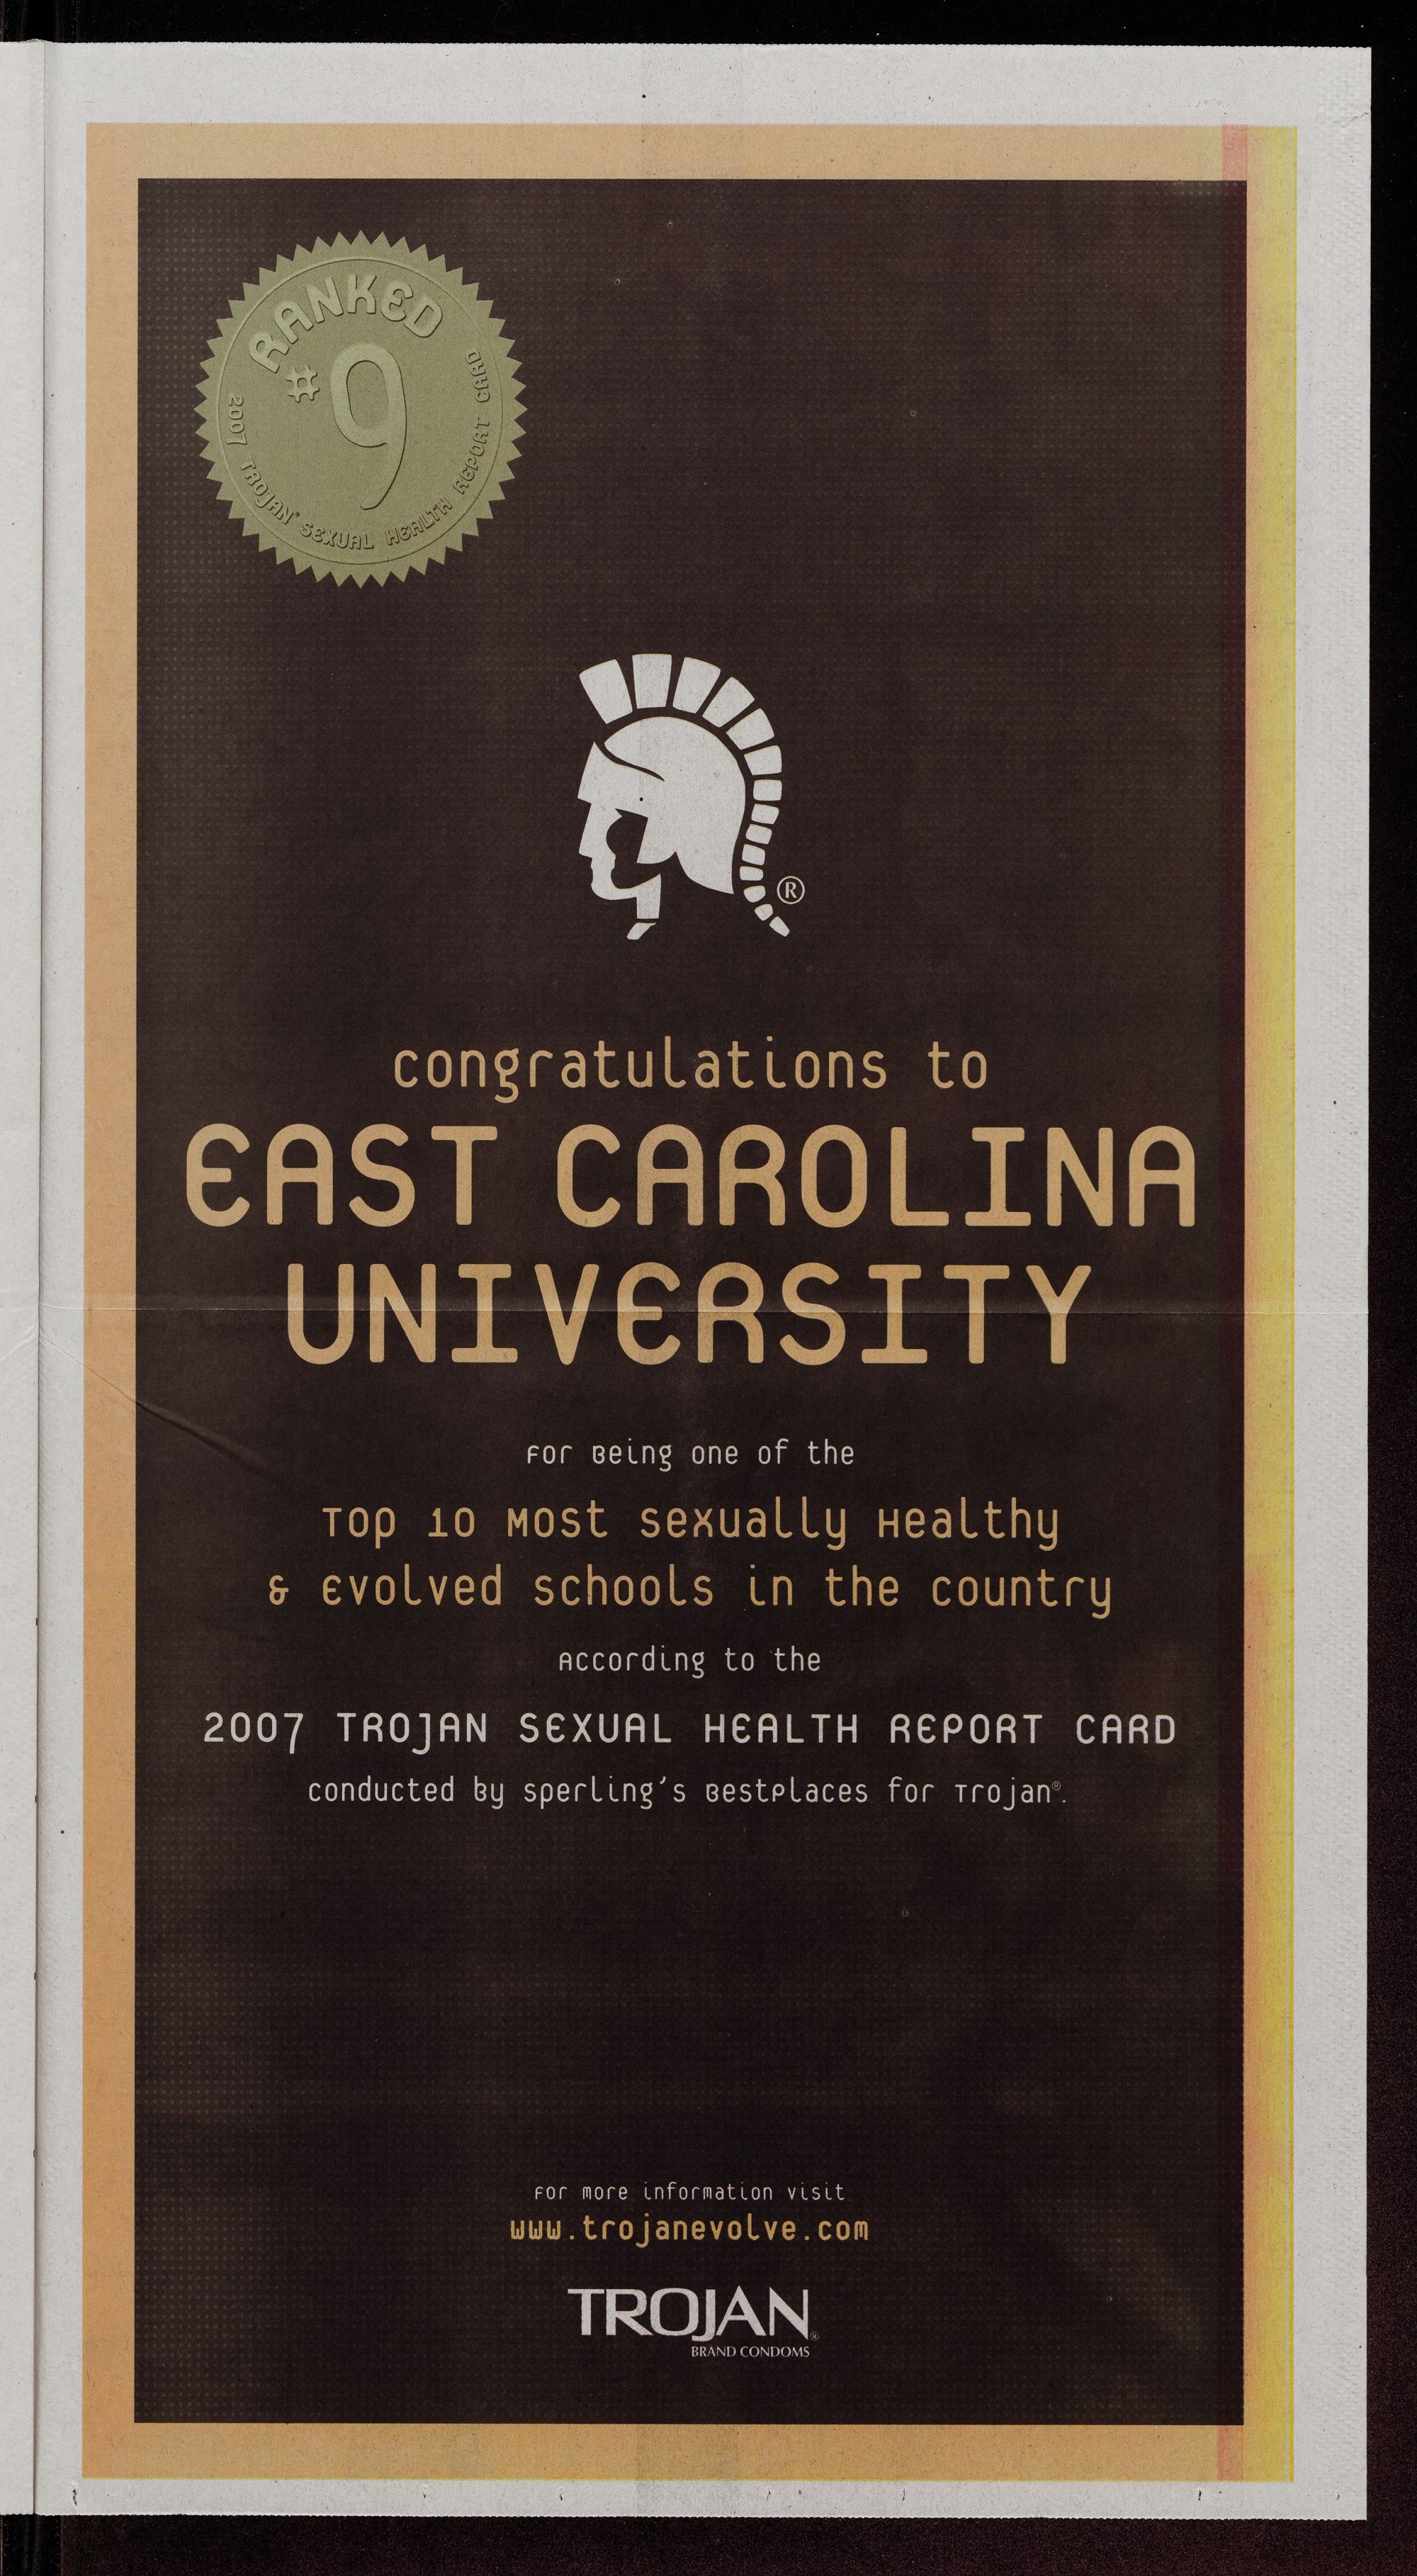 RANKED
#9
2007 TROJAN® SEXUAL HEALTH REPORT CARD
®
congratulations to
EAST CAROLINA
UNIVERSITY
For Being one of the
Top 10 Most sexually Healthy
& Evolved schools in the country
According to the
2007 TROJAN SEXUAL HEALTH REPORT CARD
conducted By sperling's BestPlaces for Trojan®.
For more information visit
www.trojanevolve.com
TROJAN®
BRAND CONDOMS